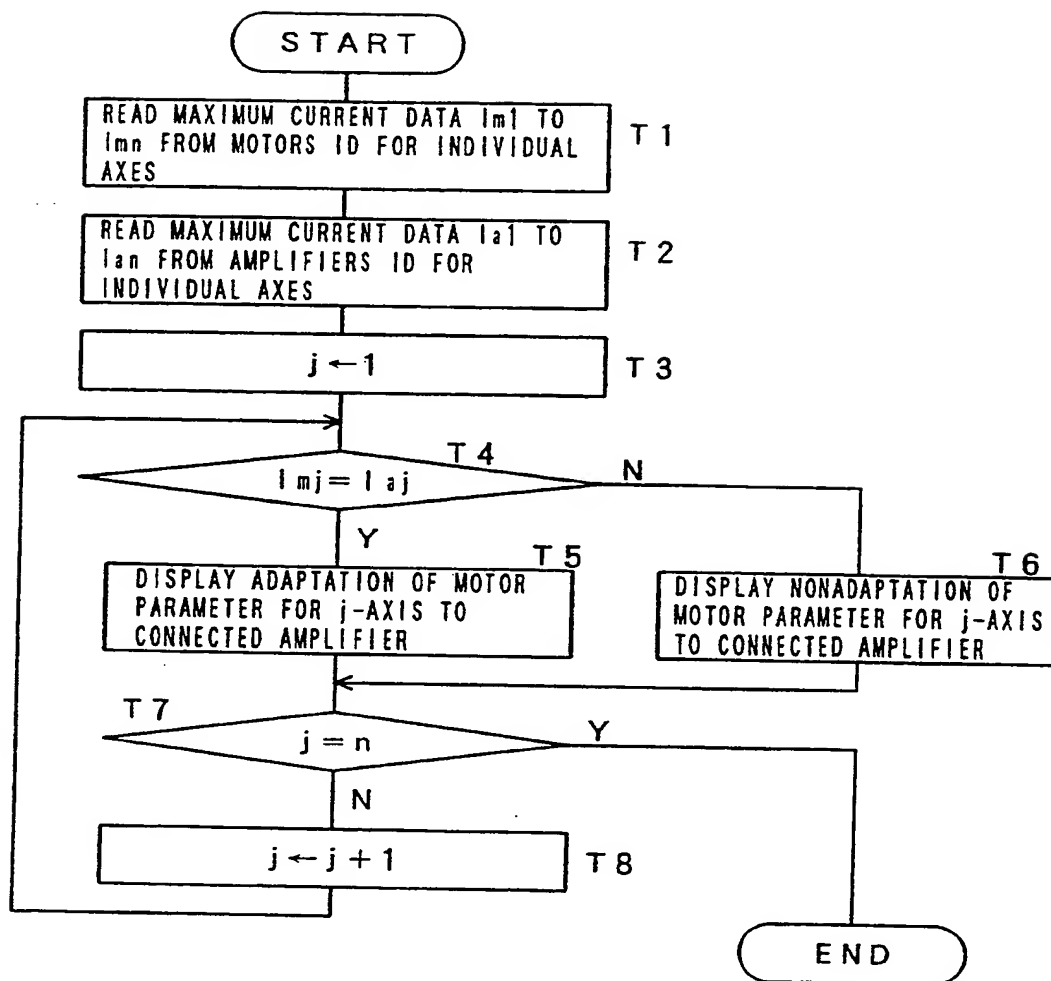 START
READ MAXIMUM CURRENT DATA Im1 TO
Imn FROM MOTORS ID FOR INDIVIDUAL
AXES
T1
READ MAXIMUM CURRENT DATA Ia1 TO
Ian FROM AMPLIFIERS ID FOR
INDIVIDUAL AXES
T2
j ← 1
T3
T4
Imj = Iaj
N
Y
T5
DISPLAY ADAPTATION OF MOTOR
PARAMETER FOR j-AXIS TO
CONNECTED AMPLIFIER
T6
DISPLAY NONADAPTATION OF
MOTOR PARAMETER FOR j-AXIS
TO CONNECTED AMPLIFIER
T7
j = n
Y
N
j ← j + 1
T8
END